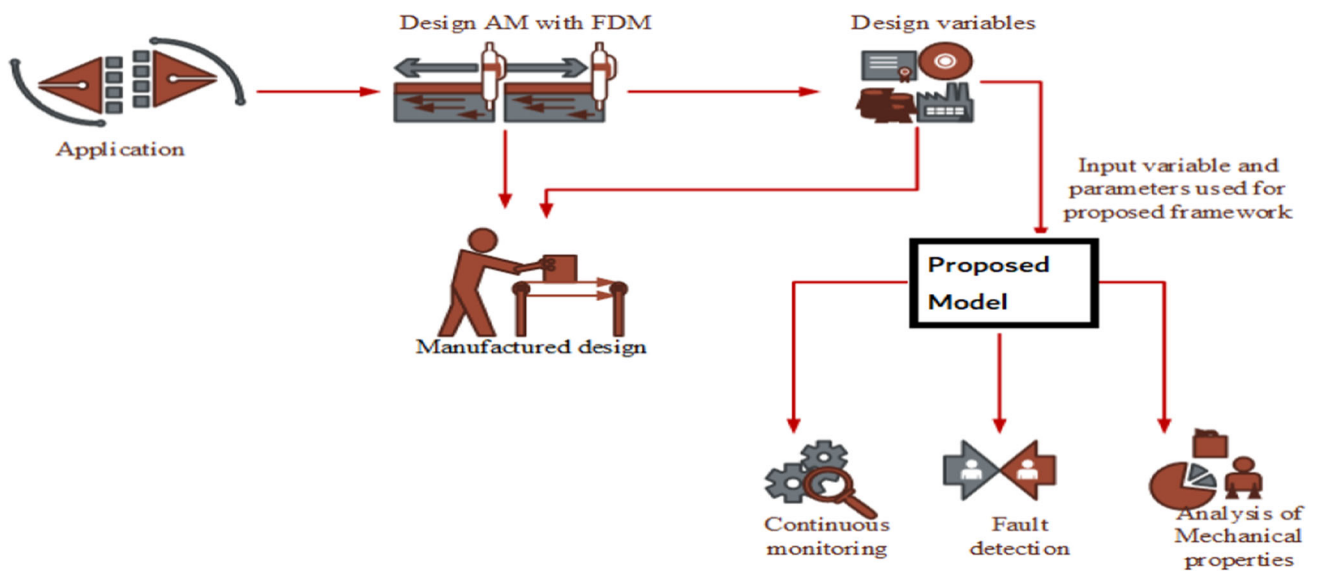 Design AM with FDM
Design variables
Application
Input variable and
parameters used for
proposed framework
Proposed
Model
Manufactured design
Continuous
monitoring
Fault
detection
Analysis of
Mechanical
properties